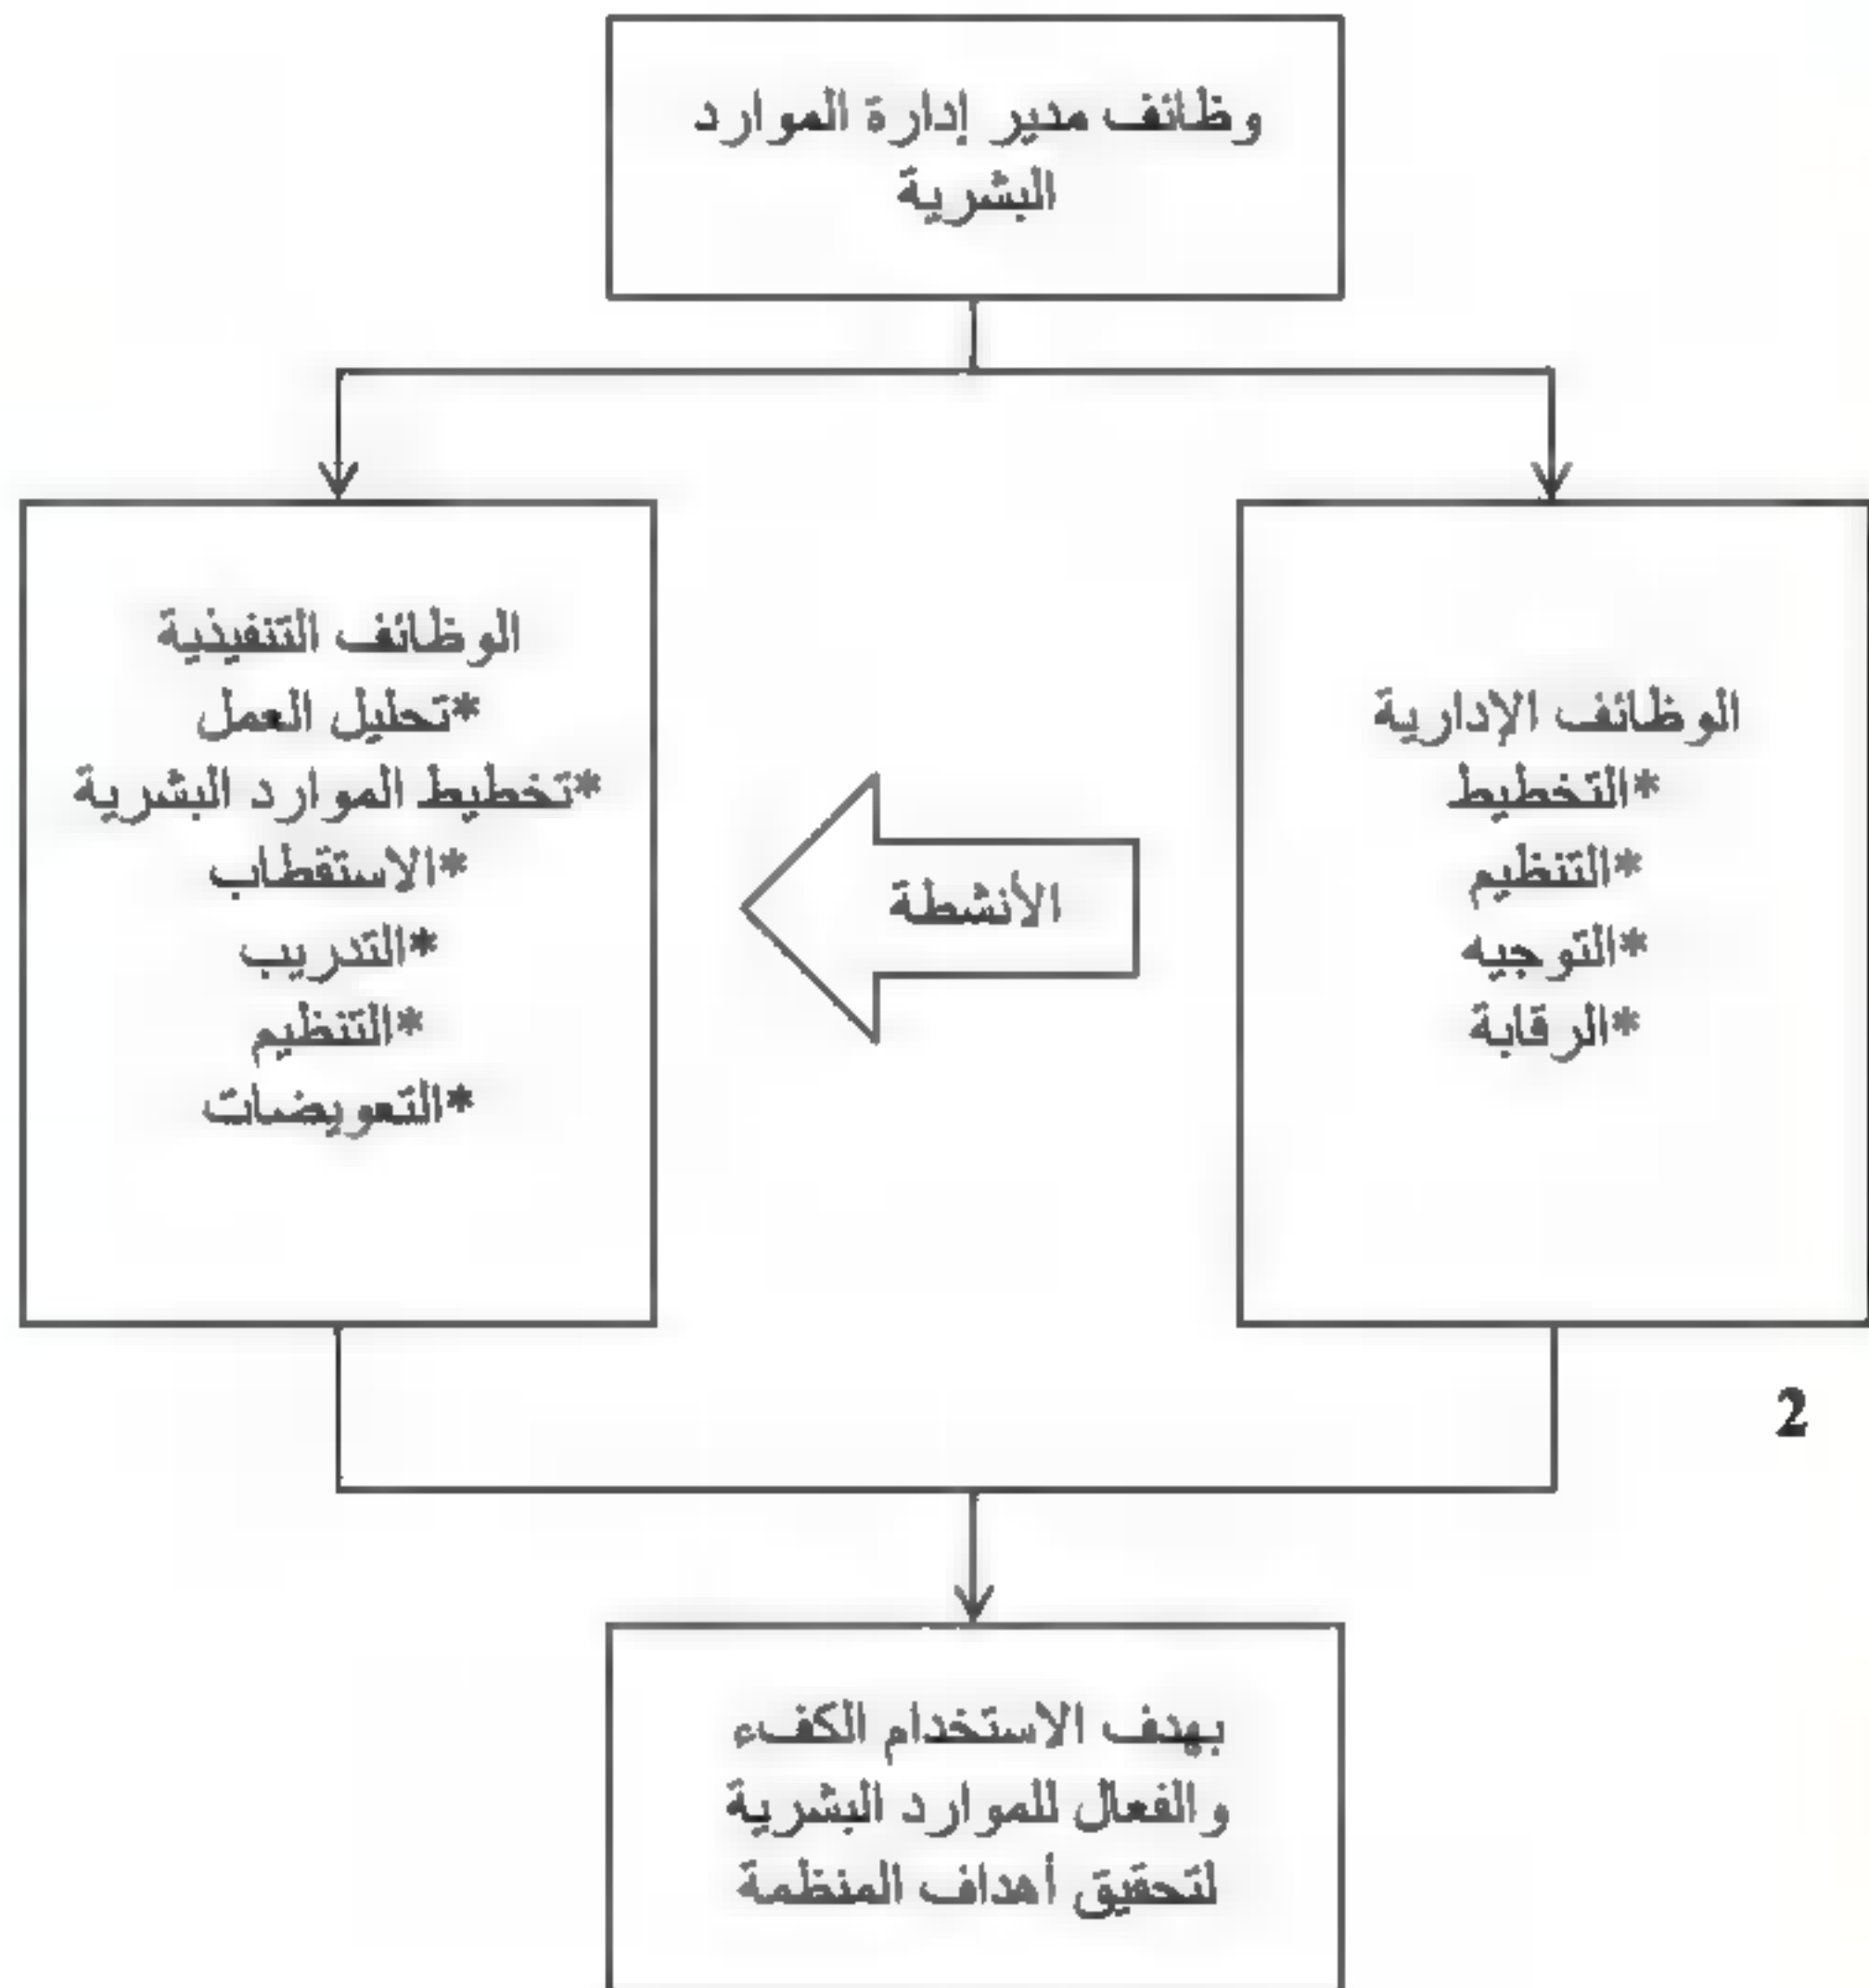 وظائف مدير إدارة الموارد
البشرية
الوظائف الإدارية
*التخطيط
*التنظيم
*التوجيه
*الرقابة
الأنشطة
الوظائف التنفيذية
*تحليل العمل
*تخطيط الموارد البشرية
*الاستقطاب
*التدريب
*التنظيم
*التعويضات
2
بهدف الاستخدام الكفء
والفعال للموارد البشرية
لتحقيق أهداف المنظمة